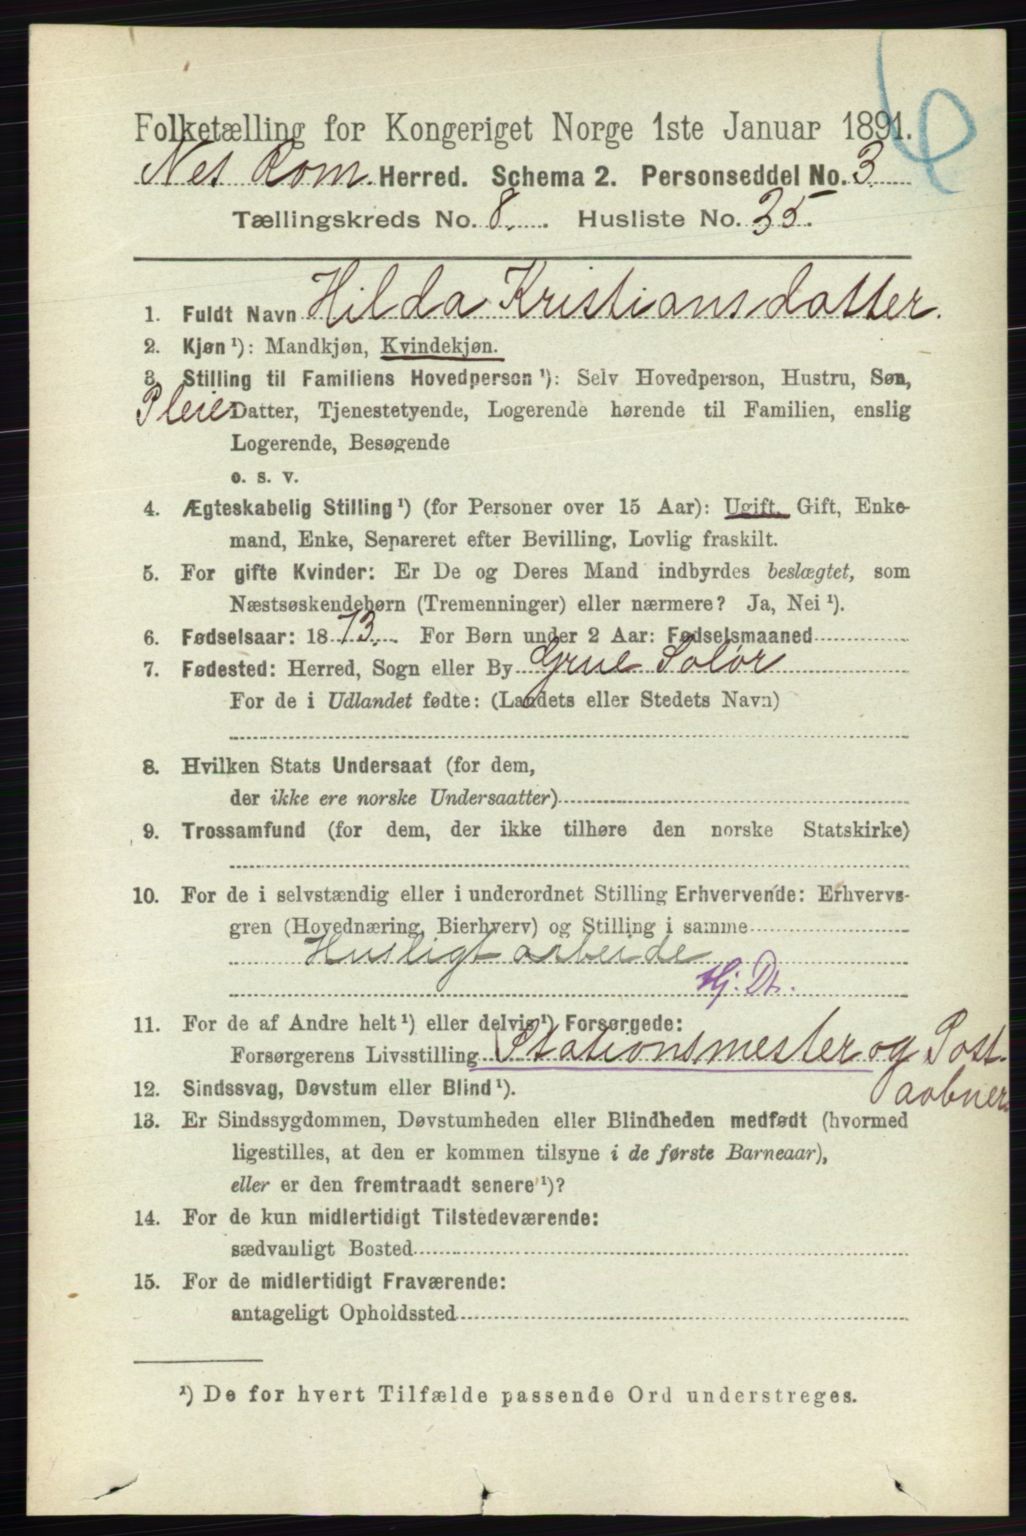 6
Folketælling for Kongeriget Norge 1ste Januar 1891.
Nes Rom. Herred. Schema 2. Personseddel No. 3
Tællingskreds No. 8. Husliste No. 35.
1. Fuldt Navn Hilda Kristiansdatter.
2. Kjøn ¹): Mandkjøn, Kvindekjøn.
3. Stilling til Familiens Hovedperson ¹): Selv Hovedperson, Hustru, Søn,
Pleie Datter, Tjenestetyende, Logerende hørende til Familien, enslig
Logerende, Besøgende
o. s. v.
4. Ægteskabelig Stilling ¹) (for Personer over 15 Aar): Ugift, Gift, Enke-
mand, Enke, Separeret efter Bevilling, Lovlig fraskilt.
5. For gifte Kvinder: Er De og Deres Mand indbyrdes beslægtet, som
Næstsøskendebørn (Tremenninger) eller nærmere? Ja, Nei ¹).
6. Fødselsaar: 1873. For Børn under 2 Aar: Fødselsmaaned
7. Fødested: Herred, Sogn eller By Grue Solør
For de i Udlandet fødte: (Landets eller Stedets Navn)
8. Hvilken Stats Undersaat (for dem,
der ikke ere norske Undersaatter)
9. Trossamfund (for dem, der ikke tilhøre den norske Statskirke)
10. For de i selvstændig eller i underordnet Stilling Erhvervende: Erhvervs-
gren (Hovednæring, Bierhverv) og Stilling i samme
Husligt arbeide
Hj. Dt.
11. For de af Andre helt ¹) eller delvis ¹) Forsørgede:
Forsørgerens Livsstilling Stationsmester og Post-
aabner
12. Sindssvag, Døvstum eller Blind ¹).
13. Er Sindssygdommen, Døvstumheden eller Blindheden medfødt (hvormed
ligestilles, at den er kommen tilsyne i de første Barneaar),
eller er den fremtraadt senere ¹)?
14. For de kun midlertidigt Tilstedeværende:
sædvanligt Bosted
15. For de midlertidigt Fraværende:
antageligt Opholdssted
¹) De for hvert Tilfælde passende Ord understreges.